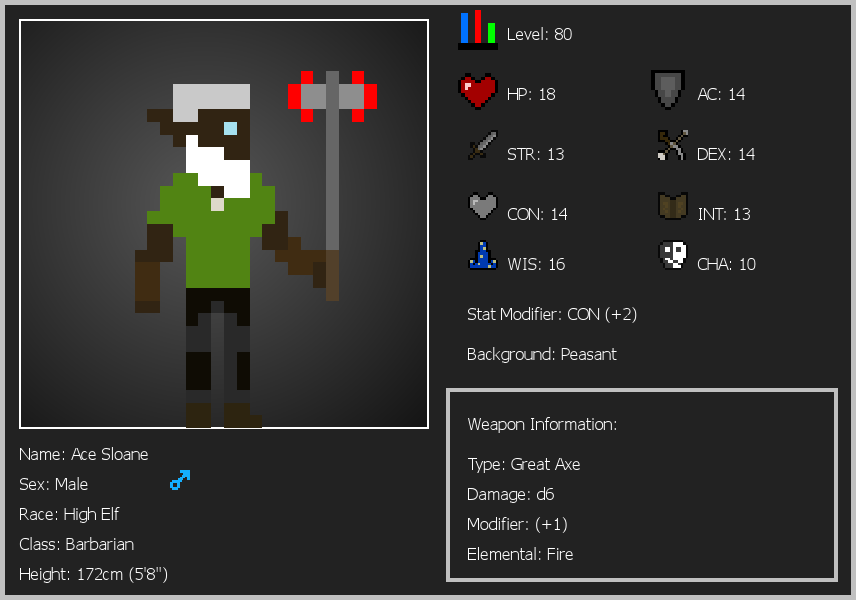 Level: 80
HP: 18
AC: 14
STR: 13
DEX: 14
CON: 14
INT: 13
WIS: 16
CHA: 10
Stat Modifier: CON (+2)
Background: Peasant
Weapon Information:
Type: Great Axe
Damage: d6
Modifier: (+1)
Elemental: Fire
Name: Ace Sloane
Sex: Male
Race: High Elf
Class: Barbarian
Height: 172cm (5'8")